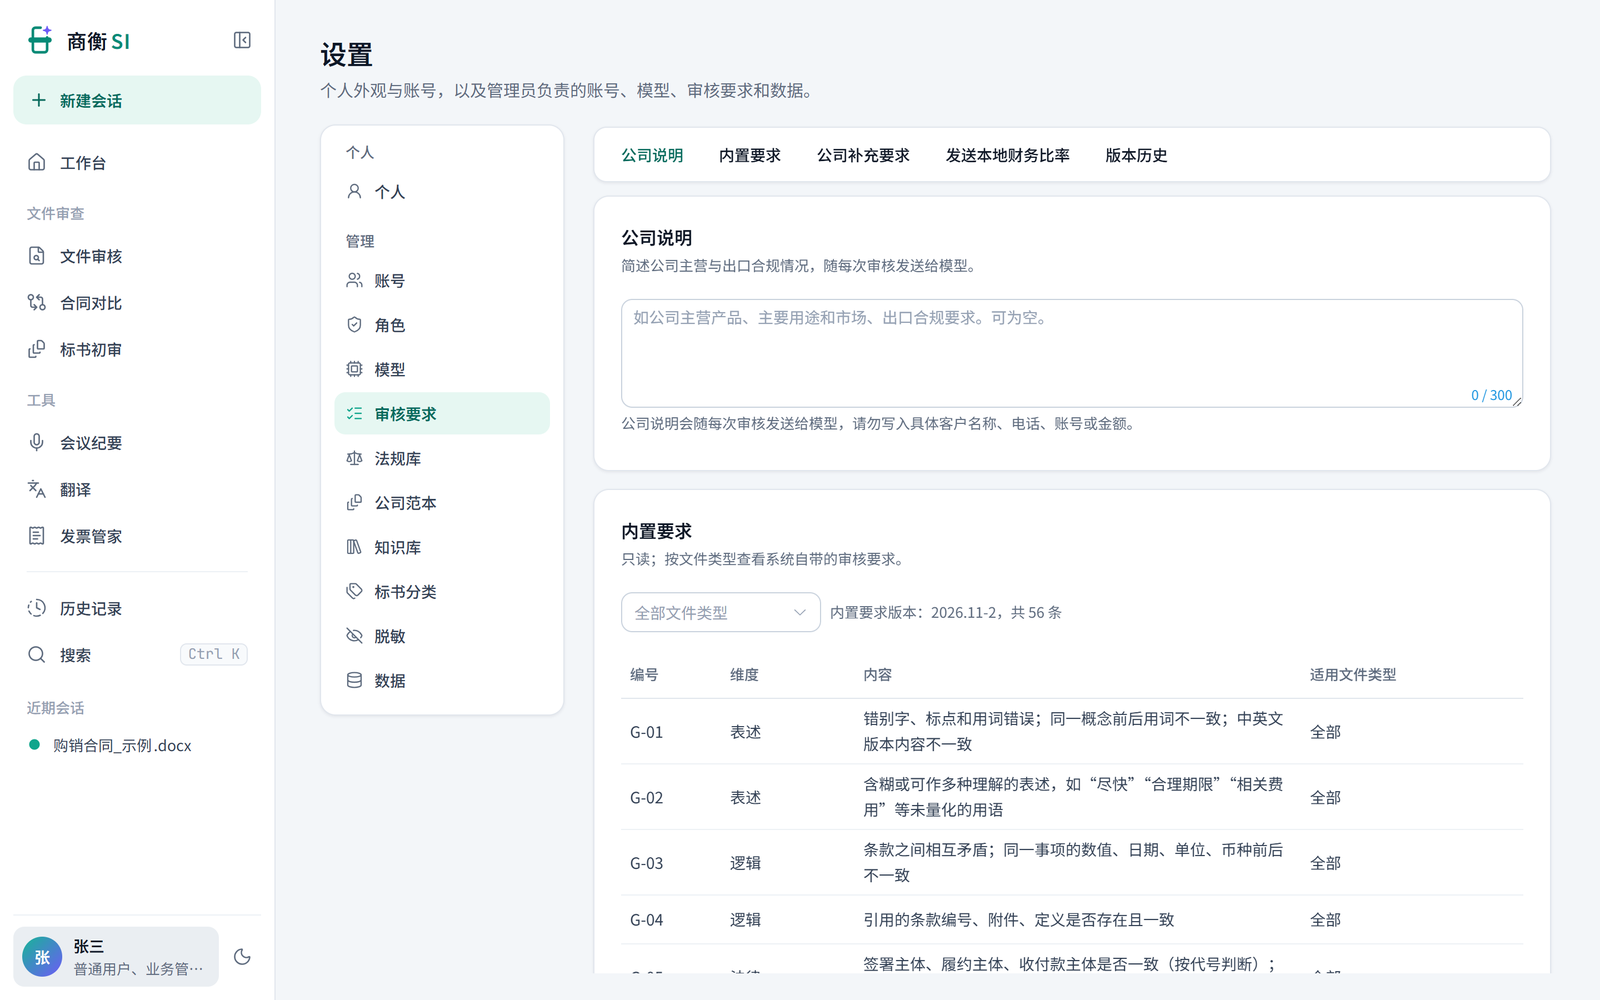 商衡 SI
新建会话
工作台
文件审查
文件审核
合同对比
标书初审
工具
会议纪要
翻译
发票管家
历史记录
搜索
Ctrl K
近期会话
购销合同_示例.docx
张
张三
普通用户、业务管…
设置
个人外观与账号，以及管理员负责的账号、模型、审核要求和数据。
个人
个人
管理
账号
角色
模型
审核要求
法规库
公司范本
知识库
标书分类
脱敏
数据
公司说明
内置要求
公司补充要求
发送本地财务比率
版本历史
公司说明
简述公司主营与出口合规情况，随每次审核发送给模型。
如公司主营产品、主要用途和市场、出口合规要求。可为空。
0 / 300
公司说明会随每次审核发送给模型，请勿写入具体客户名称、电话、账号或金额。
内置要求
只读；按文件类型查看系统自带的审核要求。
全部文件类型
内置要求版本：2026.11-2，共 56 条
编号 维度 内容 适用文件类型
G-01 表述 错别字、标点和用词错误；同一概念前后用词不一致；中英文
版本内容不一致 全部
G-02 表述 含糊或可作多种理解的表述，如“尽快”“合理期限”“相关费
用”等未量化的用语 全部
G-03 逻辑 条款之间相互矛盾；同一事项的数值、日期、单位、币种前后
不一致 全部
G-04 逻辑 引用的条款编号、附件、定义是否存在且一致 全部
签署主体、履约主体、收付款主体是否一致（按代号判断）；